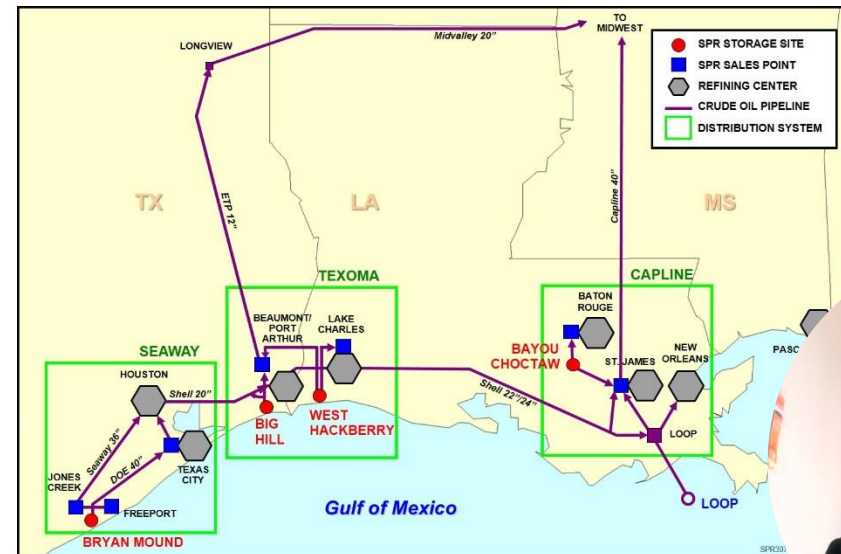 TO
MIDWEST
LONGVIEW
Midvalley 20"
SPR STORAGE SITE
SPR SALES POINT
REFINING CENTER
CRUDE OIL PIPELINE
DISTRIBUTION SYSTEM
TX
LA
MS
ETP 12"
Capline 40"
TEXOMA
CAPLINE
BEAUMONT/
PORT
ARTHUR
LAKE
CHARLES
BATON
ROUGE
SEAWAY
HOUSTON
Shell 20"
BAYOU
CHOCTAW
ST. JAMES
NEW
ORLEANS
PASC
Seaway 36"
DOE 40"
TEXAS
CITY
BIG
HILL
WEST
HACKBERRY
Shell 22"/24"
LOOP
JONES
CREEK
FREEPORT
BRYAN MOUND
Gulf of Mexico
LOOP